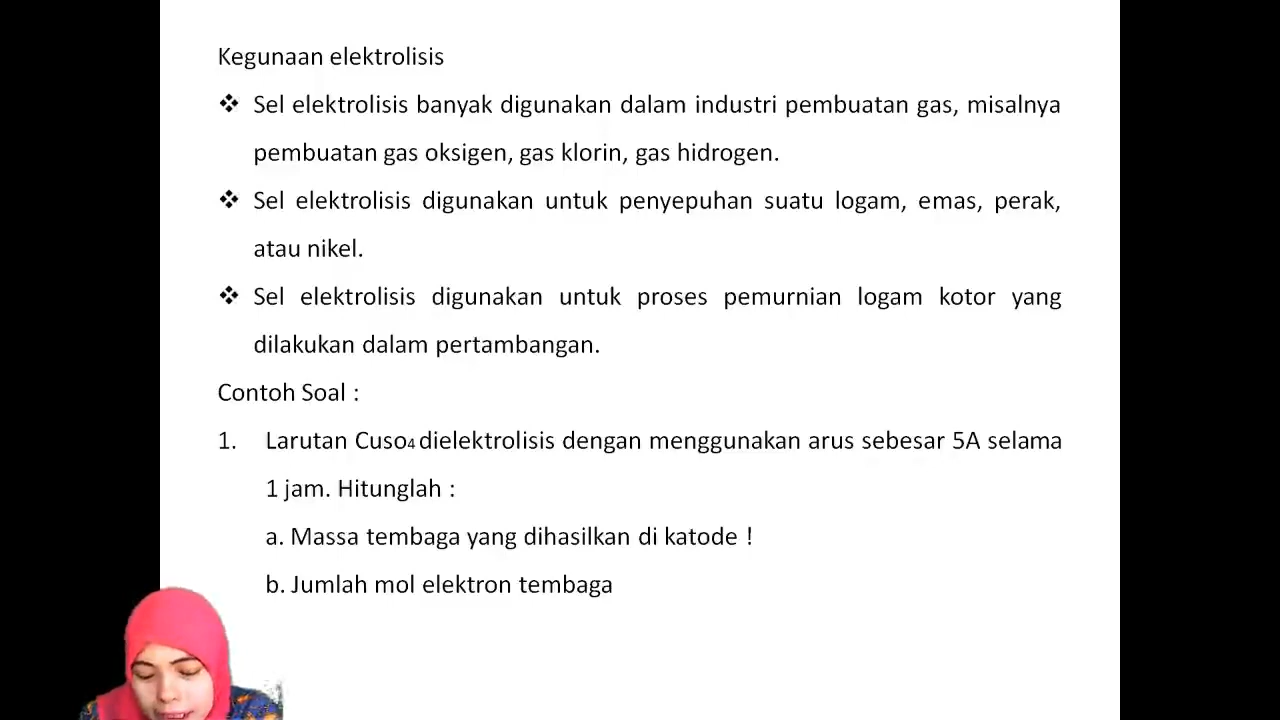 Kegunaan elektrolisis
❖ Sel elektrolisis banyak digunakan dalam industri pembuatan gas, misalnya
pembuatan gas oksigen, gas klorin, gas hidrogen.
❖ Sel elektrolisis digunakan untuk penyepuhan suatu logam, emas, perak,
atau nikel.
❖ Sel elektrolisis digunakan untuk proses pemurnian logam kotor yang
dilakukan dalam pertambangan.
Contoh Soal :
1. Larutan Cuso₄ dielektrolisis dengan menggunakan arus sebesar 5A selama
1 jam. Hitunglah :
a. Massa tembaga yang dihasilkan di katode !
b. Jumlah mol elektron tembaga